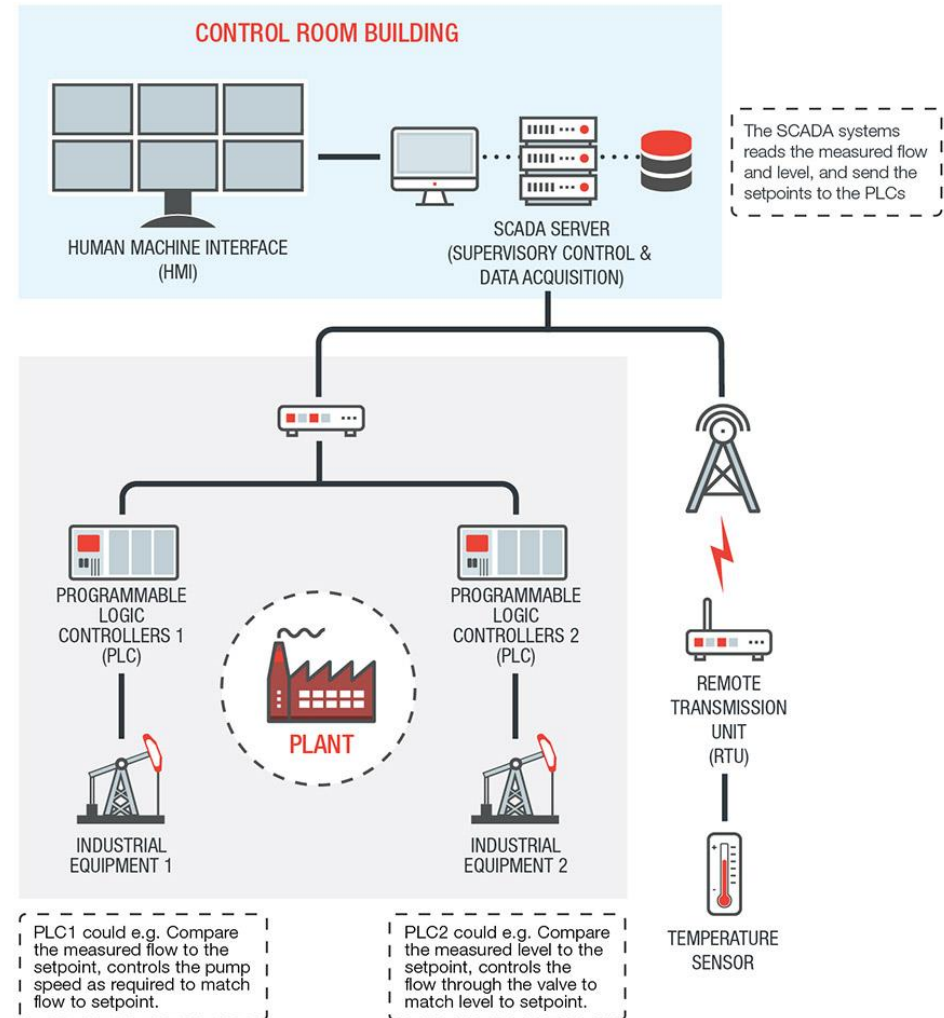 CONTROL ROOM BUILDING
HUMAN MACHINE INTERFACE
(HMI)
SCADA SERVER
(SUPERVISORY CONTROL &
DATA ACQUISITION)
The SCADA systems
reads the measured flow
and level, and send the
setpoints to the PLCs
PROGRAMMABLE
LOGIC
CONTROLLERS 1
(PLC)
PROGRAMMABLE
LOGIC
CONTROLLERS 2
(PLC)
PLANT
REMOTE
TRANSMISSION
UNIT
(RTU)
INDUSTRIAL
EQUIPMENT 1
INDUSTRIAL
EQUIPMENT 2
TEMPERATURE
SENSOR
PLC1 could e.g. Compare
the measured flow to the
setpoint, controls the pump
speed as required to match
flow to setpoint.
PLC2 could e.g. Compare
the measured level to the
setpoint, controls the
flow through the valve to
match level to setpoint.